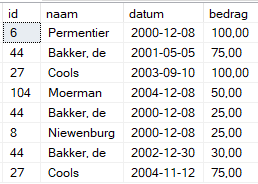 id naam datum bedrag
6 Permentier 2000-12-08 100,00
44 Bakker, de 2001-05-05 75,00
27 Cools 2003-09-10 100,00
104 Moerman 2004-12-08 50,00
44 Bakker, de 2000-12-08 25,00
8 Niewenburg 2000-12-08 25,00
44 Bakker, de 2002-12-30 30,00
27 Cools 2004-11-12 75,00